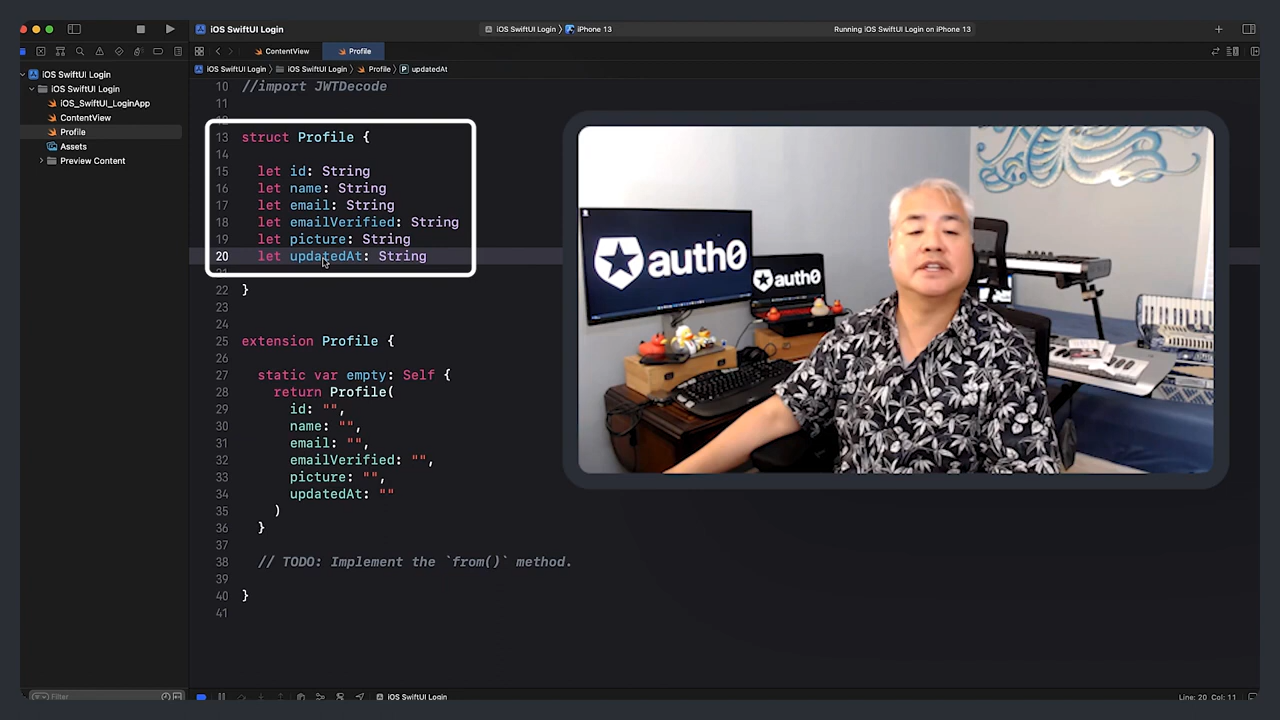 iOS SwiftUI Login
iOS SwiftUI Login
iPhone 13
Running iOS SwiftUI Login on iPhone 13
ContentView
Profile
iOS SwiftUI Login
iOS SwiftUI Login
Profile
updatedAt
iOS SwiftUI Login
iOS SwiftUI Login
iOS_SwiftUI_LoginApp
ContentView
Profile
Assets
Preview Content
10 //import JWTDecode
11
13 struct Profile {
14
15 let id: String
16 let name: String
17 let email: String
18 let emailVerified: String
19 let picture: String
20 let updatedAt: String
22 }
23
24
25 extension Profile {
26
27 static var empty: Self {
28 return Profile(
29 id: "",
30 name: "",
31 email: "",
32 emailVerified: "",
33 picture: "",
34 updatedAt: ""
35 )
36 }
37
38 // TODO: Implement the `from()` method.
39
40 }
41
auth0
auth0
Filter
iOS SwiftUI Login
Line: 20 Col: 11